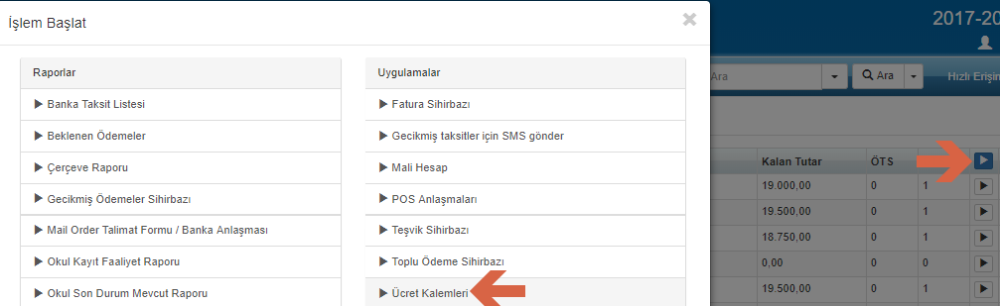 İşlem Başlat
Raporlar
Banka Taksit Listesi
Beklenen Ödemeler
Çerçeve Raporu
Gecikmiş Ödemeler Sihirbazı
Mail Order Talimat Formu / Banka Anlaşması
Okul Kayıt Faaliyet Raporu
Okul Son Durum Mevcut Raporu
Uygulamalar
Fatura Sihirbazı
Gecikmiş taksitler için SMS gönder
Mali Hesap
POS Anlaşmaları
Teşvik Sihirbazı
Toplu Ödeme Sihirbazı
Ücret Kalemleri
2017-20
Ara Ara Hızlı Erişim
Kalan Tutar ÖTS
19.000,00 0 1
19.500,00 0 1
18.750,00 0 1
0,00 0 0
19.500,00 0 1